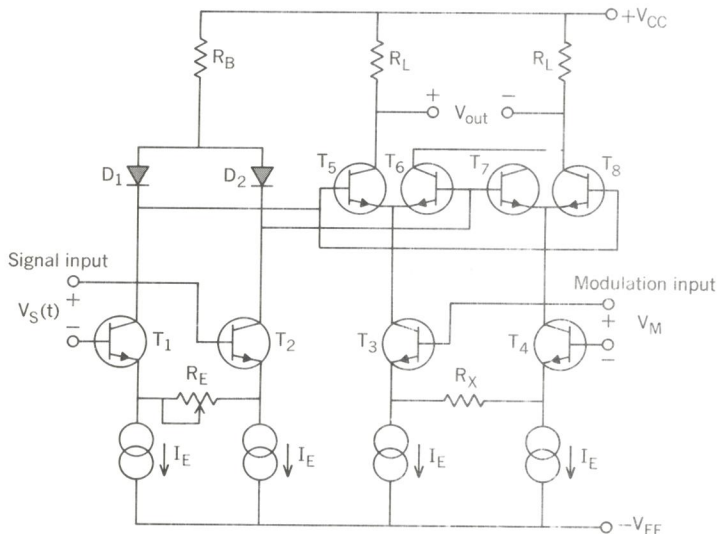 +V_CC
R_B
R_L
R_L
+ V_out −
D_1
D_2
T_5
T_6
T_7
T_8
Signal input
+
V_S(t)
−
T_1
T_2
T_3
T_4
Modulation input
+
V_M
−
R_E
R_X
I_E
I_E
I_E
I_E
−V_EE